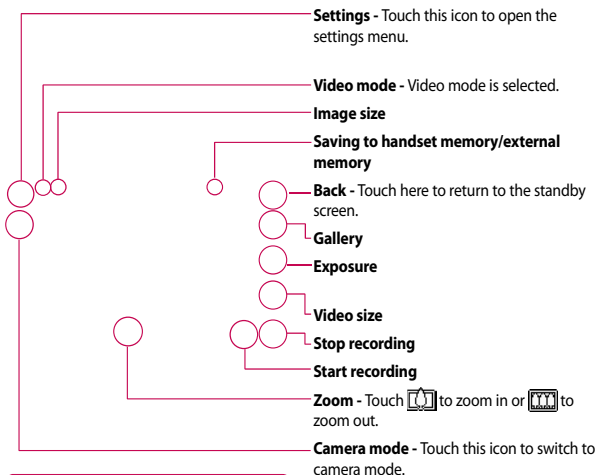 Settings - Touch this icon to open the
settings menu.
Video mode - Video mode is selected.
Image size
Saving to handset memory/external
memory
Back - Touch here to return to the standby
screen.
Gallery
Exposure
Video size
Stop recording
Start recording
Zoom - Touch to zoom in or to
zoom out.
Camera mode - Touch this icon to switch to
camera mode.